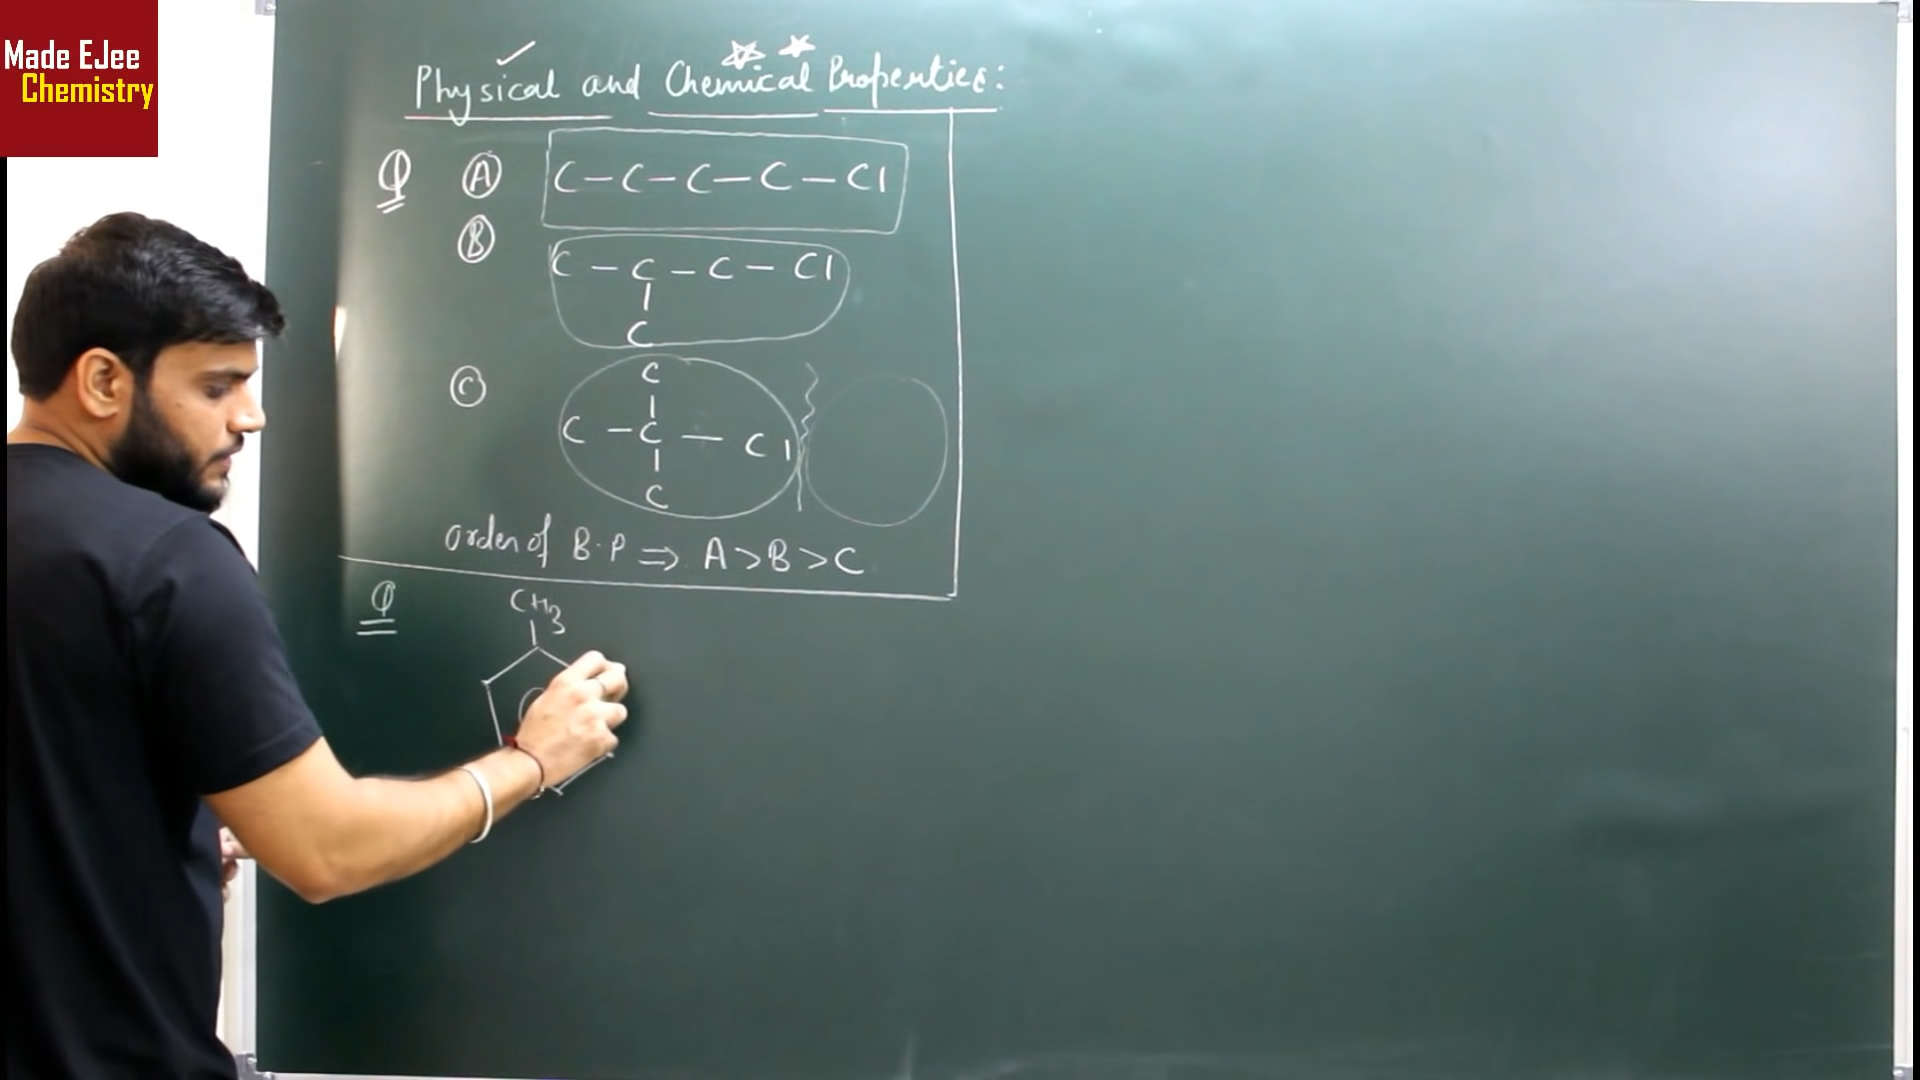 Made EJee
Chemistry
Physical and Chemical Properties:
Q A C-C-C-C-Cl
B
C-C-C-Cl
|
C
C
|
C C-C-Cl
|
C
order of B.P ⇒ A>B>C
Q
CH3
|